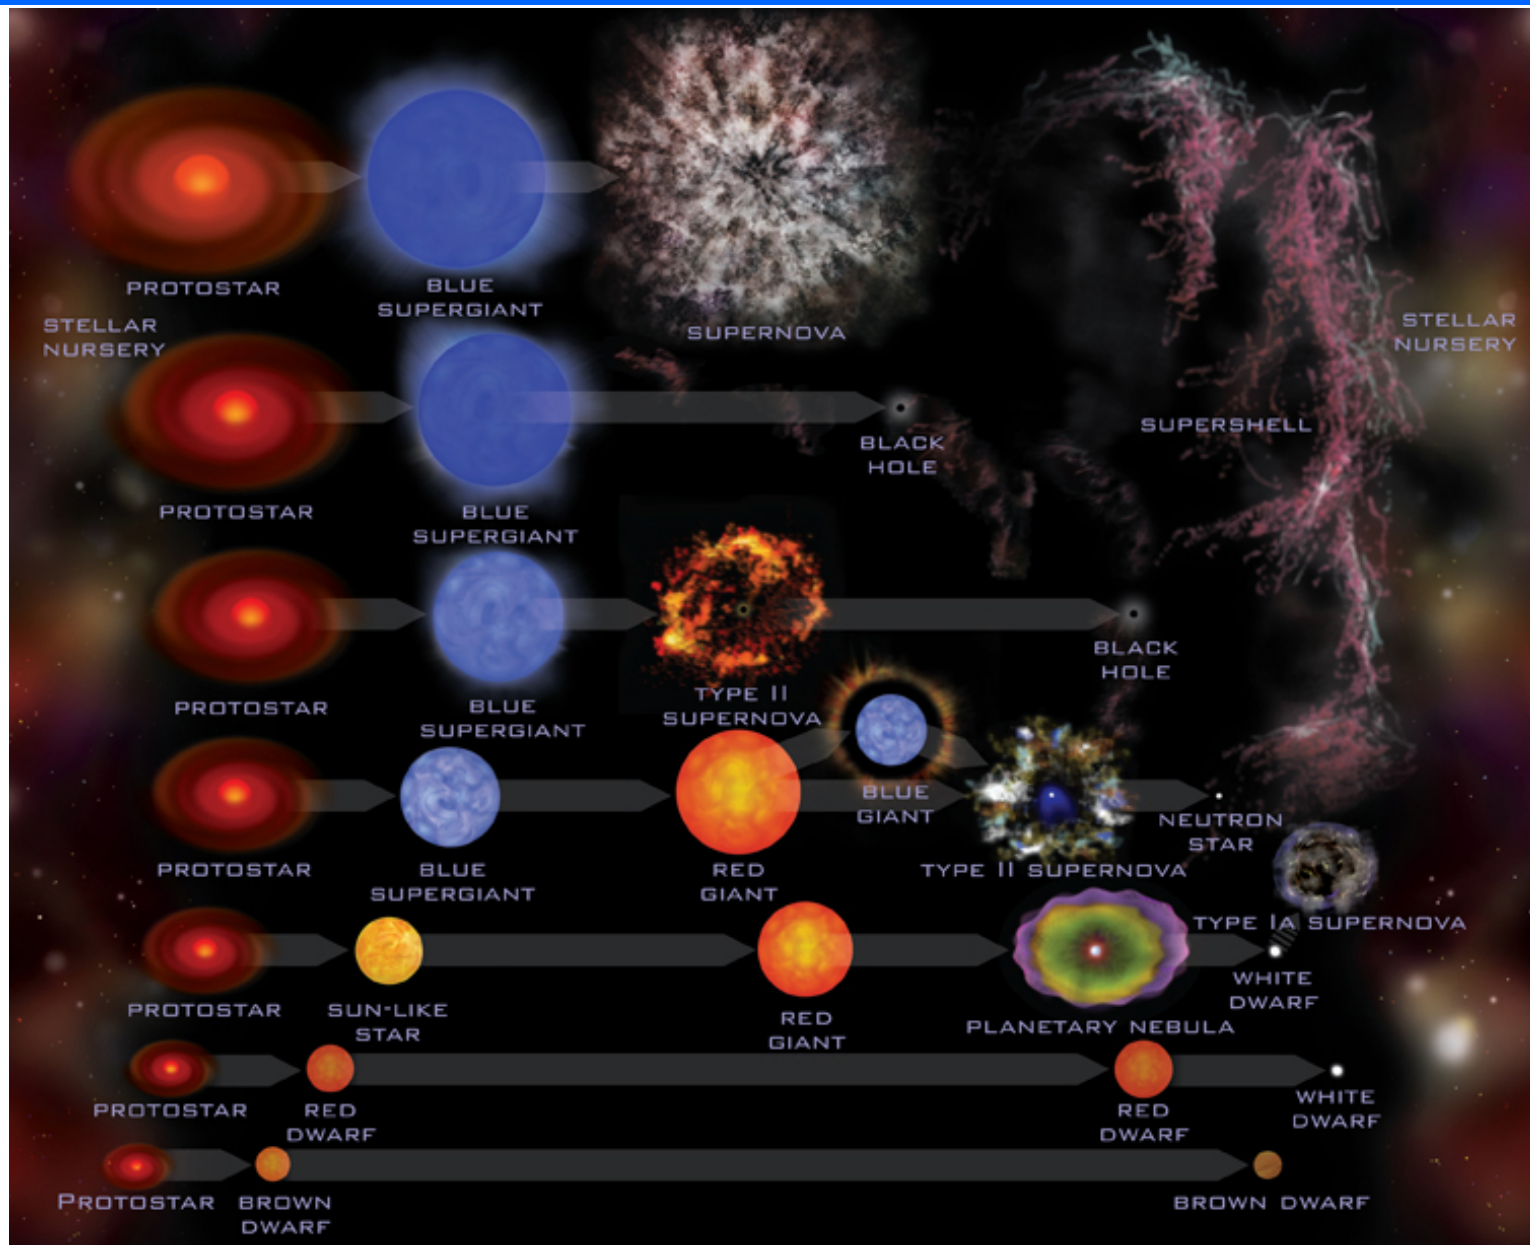 PROTOSTAR
BLUE
SUPERGIANT
SUPERNOVA
STELLAR
NURSERY
STELLAR
NURSERY
SUPERSHELL
PROTOSTAR
BLUE
SUPERGIANT
BLACK
HOLE
PROTOSTAR
BLUE
SUPERGIANT
TYPE II
SUPERNOVA
BLACK
HOLE
PROTOSTAR
BLUE
SUPERGIANT
RED
GIANT
BLUE
GIANT
TYPE II SUPERNOVA
NEUTRON
STAR
TYPE IA SUPERNOVA
PROTOSTAR
SUN-LIKE
STAR
RED
GIANT
PLANETARY NEBULA
WHITE
DWARF
PROTOSTAR
RED
DWARF
RED
DWARF
WHITE
DWARF
PROTOSTAR
BROWN
DWARF
BROWN DWARF